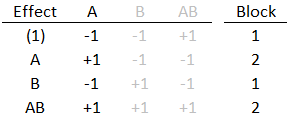 Effect A B AB Block
(1) -1 -1 +1 1
A +1 -1 -1 2
B -1 +1 -1 1
AB +1 +1 +1 2